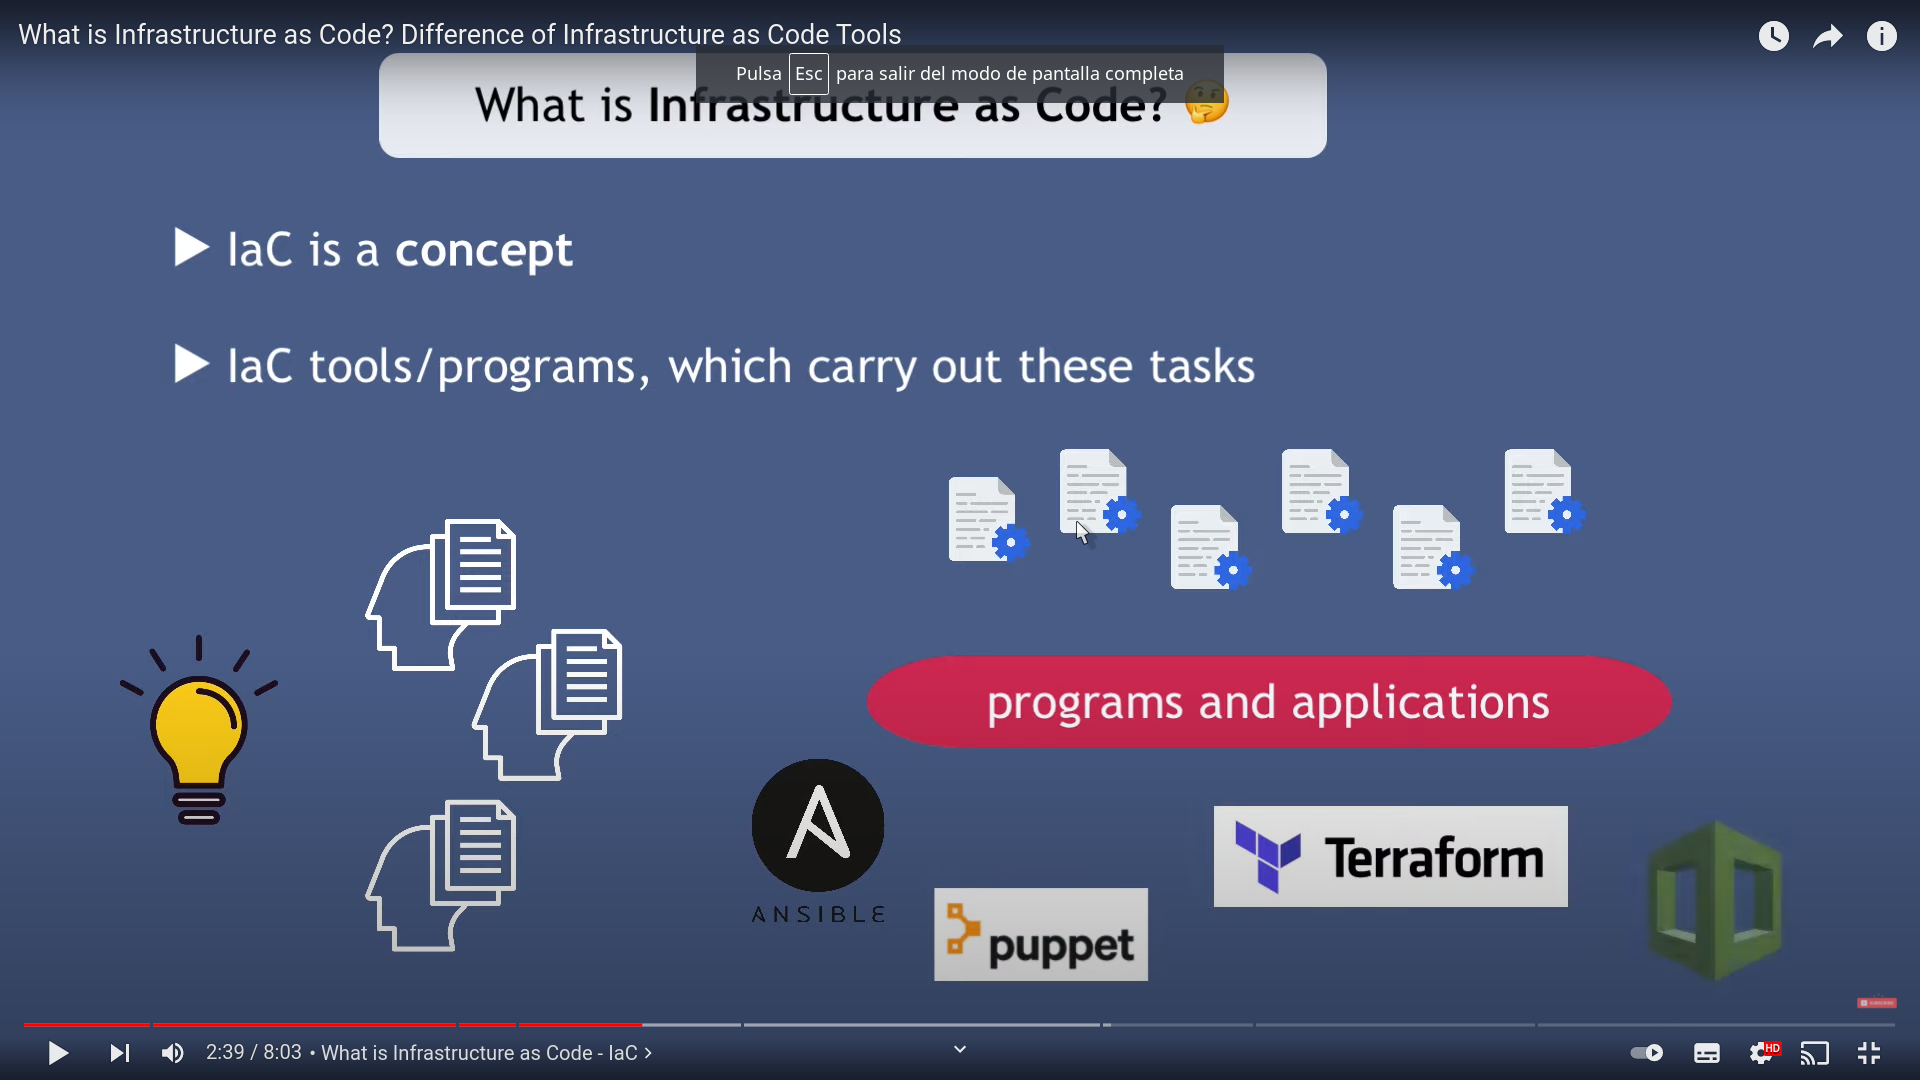 What is Infrastructure as Code? Difference of Infrastructure as Code Tools
Pulsa Esc para salir del modo de pantalla completa
What is Infrastructure as Code? 🤔
▶ IaC is a concept
▶ IaC tools/programs, which carry out these tasks
programs and applications
ANSIBLE
Terraform
puppet
2:39 / 8:03 • What is Infrastructure as Code - IaC >
HD